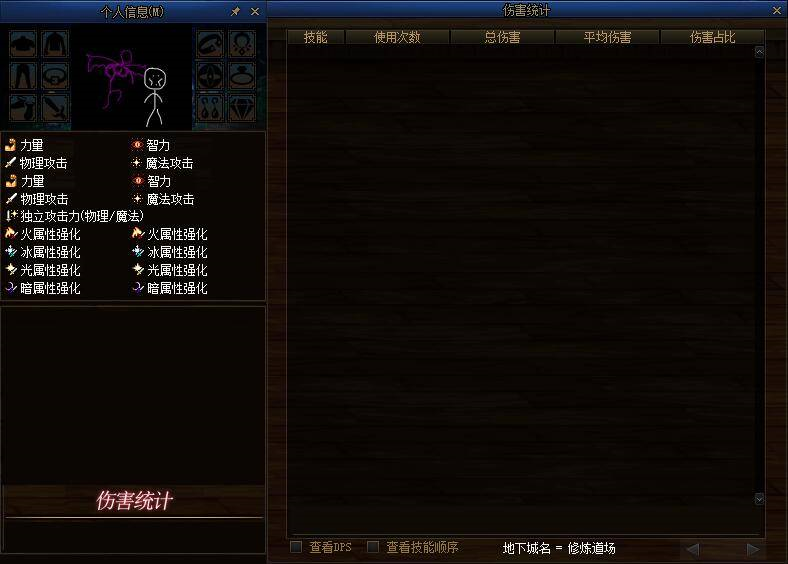 个人信息(M)
伤害统计
技能 使用次数 总伤害 平均伤害 伤害占比
力量 智力
物理攻击 魔法攻击
力量 智力
物理攻击 魔法攻击
独立攻击力(物理/魔法)
火属性强化 火属性强化
冰属性强化 冰属性强化
光属性强化 光属性强化
暗属性强化 暗属性强化
伤害统计
查看DPS 查看技能顺序 地下城名 = 修炼道场